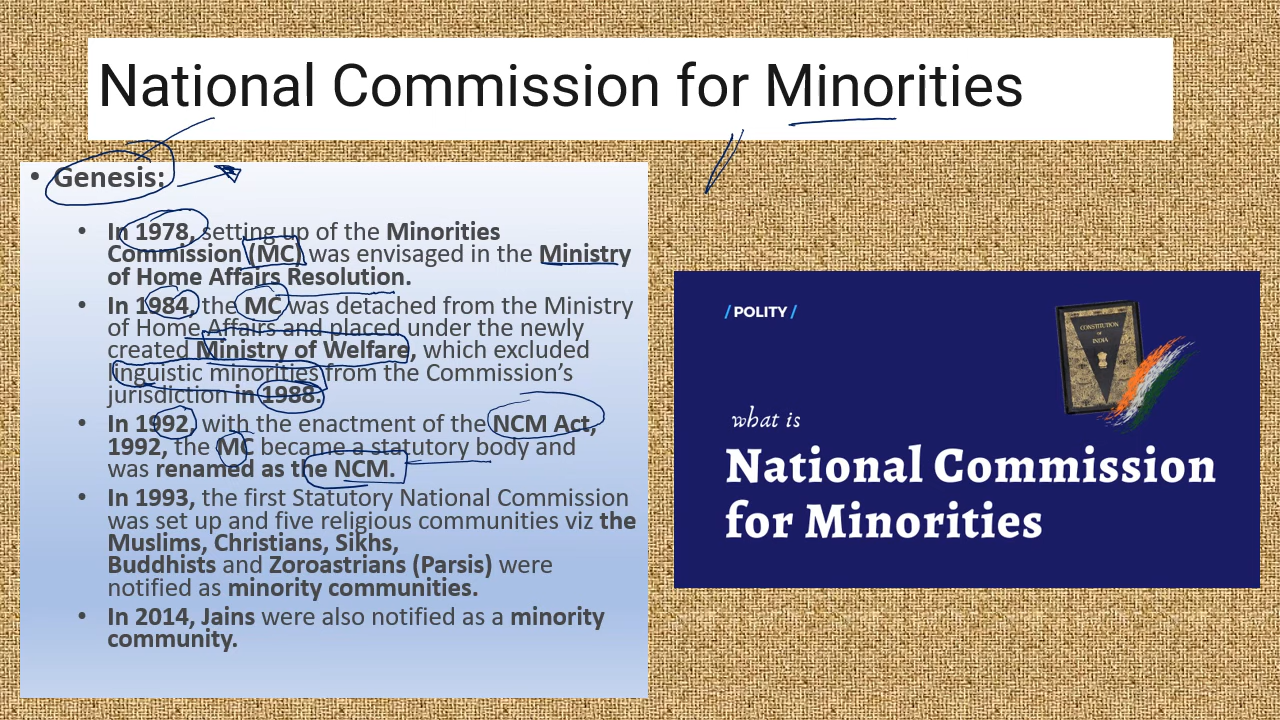 National Commission for Minorities
• Genesis:
• In 1978, setting up of the Minorities
Commission (MC) was envisaged in the Ministry
of Home Affairs Resolution.
• In 1984, the MC was detached from the Ministry
of Home Affairs and placed under the newly
created Ministry of Welfare, which excluded
linguistic minorities from the Commission's
jurisdiction in 1988.
• In 1992, with the enactment of the NCM Act,
1992, the MC became a statutory body and
was renamed as the NCM.
• In 1993, the first Statutory National Commission
was set up and five religious communities viz the
Muslims, Christians, Sikhs,
Buddhists and Zoroastrians (Parsis) were
notified as minority communities.
• In 2014, Jains were also notified as a minority
community.
/ POLITY /
CONSTITUTION
OF
INDIA
what is
National Commission
for Minorities